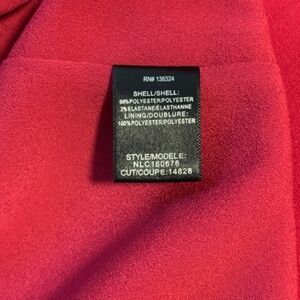 RN# 136324
SHELL/SHELL:
98%POLYESTER/POLYESTER
2%ELASTANE/ELASTHANNE
LINING/DOUBLURE:
100%POLYESTER/POLYESTER
STYLE/MODELE:
NLC160676
CUT/COUPE:14828